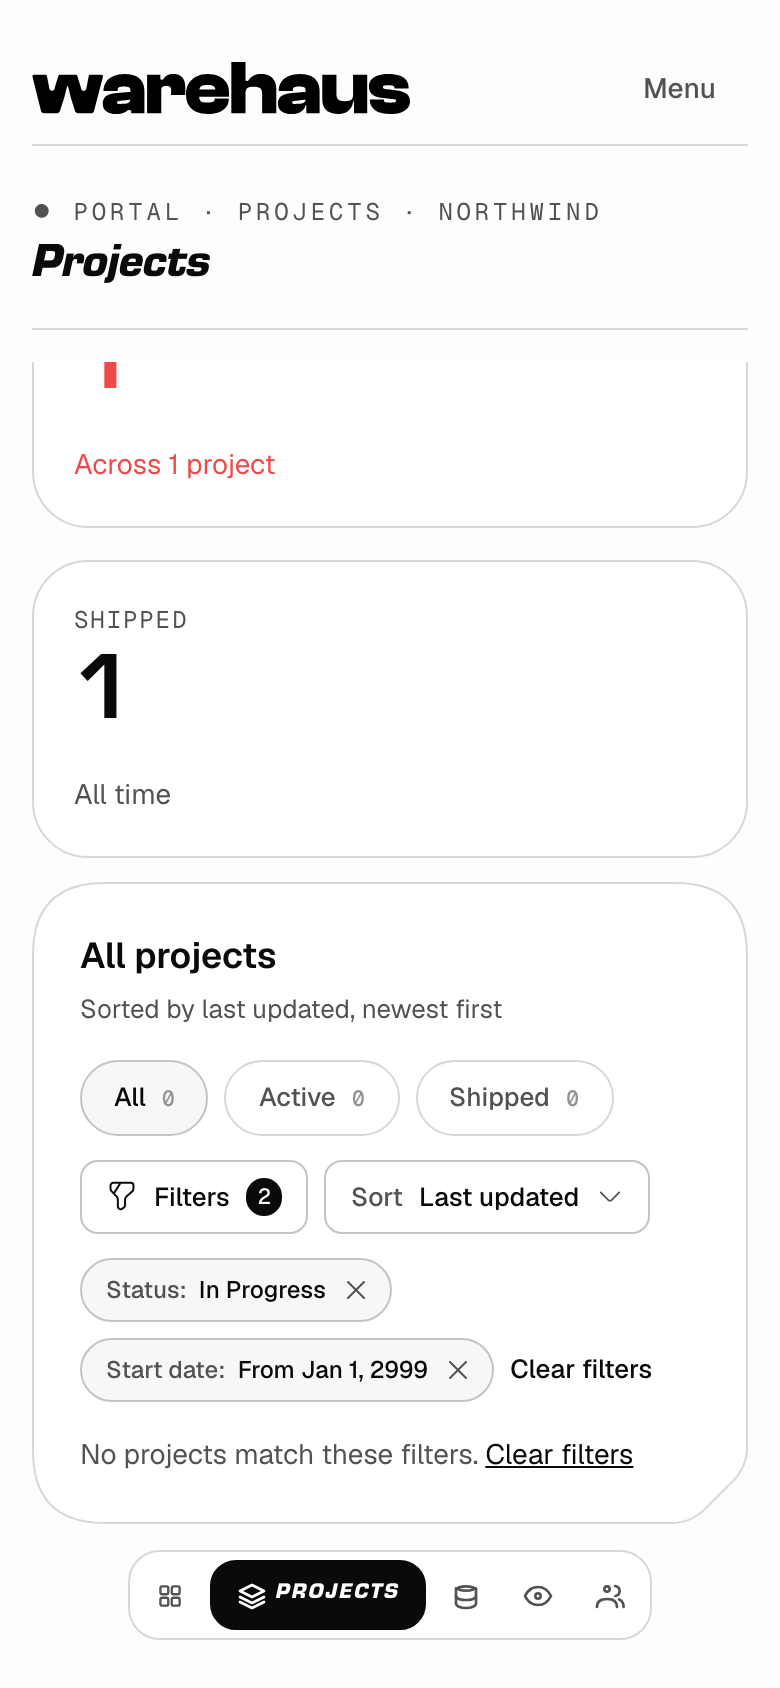 warehaus
Menu
PORTAL · PROJECTS · NORTHWIND
Projects
Across 1 project
SHIPPED
1
All time
All projects
Sorted by last updated, newest first
All 0 Active 0 Shipped 0
Filters 2 Sort Last updated
Status: In Progress
Start date: From Jan 1, 2999 Clear filters
No projects match these filters. Clear filters
PROJECTS